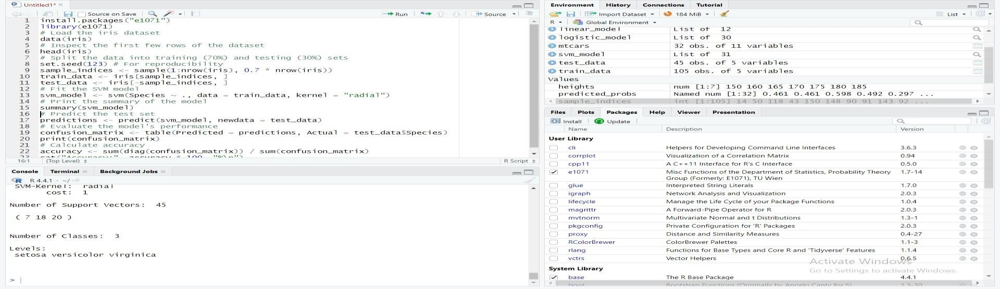 Untitled1*
Source on Save
Run
Source
1 install.packages("e1071")
2 library(e1071)
3 # Load the iris dataset
4 data(iris)
5 # Inspect the first few rows of the dataset
6 head(iris)
7 # Split the data into training (70%) and testing (30%) sets
8 set.seed(123) # For reproducibility
9 sample_indices <- sample(1:nrow(iris), 0.7 * nrow(iris))
10 train_data <- iris[sample_indices, ]
11 test_data <- iris[-sample_indices, ]
12 # Fit the SVM model
13 svm_model <- svm(Species ~ ., data = train_data, kernel = "radial")
14 # Print the summary of the model
15 summary(svm_model)
16 # Predict the test set
17 predictions <- predict(svm_model, newdata = test_data)
18 # Evaluate the model's performance
19 confusion_matrix <- table(Predicted = predictions, Actual = test_data$Species)
20 print(confusion_matrix)
21 # Calculate accuracy
22 accuracy <- sum(diag(confusion_matrix)) / sum(confusion_matrix)
23 cat("Accuracy:", accuracy * 100, "%\n")
16:1 (Top Level) R Script
Console Terminal Background Jobs
R 4.4.1 · ~/
SVM-Kernel: radial
cost: 1
Number of Support Vectors: 45
( 7 18 20 )
Number of Classes: 3
Levels:
setosa versicolor virginica
>
Environment History Connections Tutorial
Import Dataset 184 MiB List
R Global Environment
linear_model List of 12
logistic_model List of 30
mtcars 32 obs. of 11 variables
svm_model List of 31
test_data 45 obs. of 5 variables
train_data 105 obs. of 5 variables
Values
heights num [1:7] 150 160 165 170 175 180 185
predicted_probs Named num [1:32] 0.461 0.461 0.598 0.492 0.297 ...
sample_indices int [1:105] 14 50 118 43 150 148 90 91 143 92 ...
Files Plots Packages Help Viewer Presentation
Install Update
Name Description Version
User Library
cli Helpers for Developing Command Line Interfaces 3.6.3
corrplot Visualization of a Correlation Matrix 0.94
cpp11 A C++11 Interface for R's C Interface 0.5.0
e1071 Misc Functions of the Department of Statistics, Probability Theory 1.7-14
Group (Formerly: E1071), TU Wien
glue Interpreted String Literals 1.7.0
igraph Network Analysis and Visualization 2.0.3
lifecycle Manage the Life Cycle of your Package Functions 1.0.4
magrittr A Forward-Pipe Operator for R 2.0.3
mvtnorm Multivariate Normal and t Distributions 1.3-1
pkgconfig Private Configuration for 'R' Packages 2.0.3
proxy Distance and Similarity Measures 0.4-27
RColorBrewer ColorBrewer Palettes 1.1-3
rlang Functions for Base Types and Core R and 'Tidyverse' Features 1.1.4
vctrs Vector Helpers 0.6.5
Activate Windows
System Library
Go to Settings to activate Windows.
base The R Base Package 4.4.1
boot Bootstrap Functions (Originally by Angelo Canty for S) 1.3-30